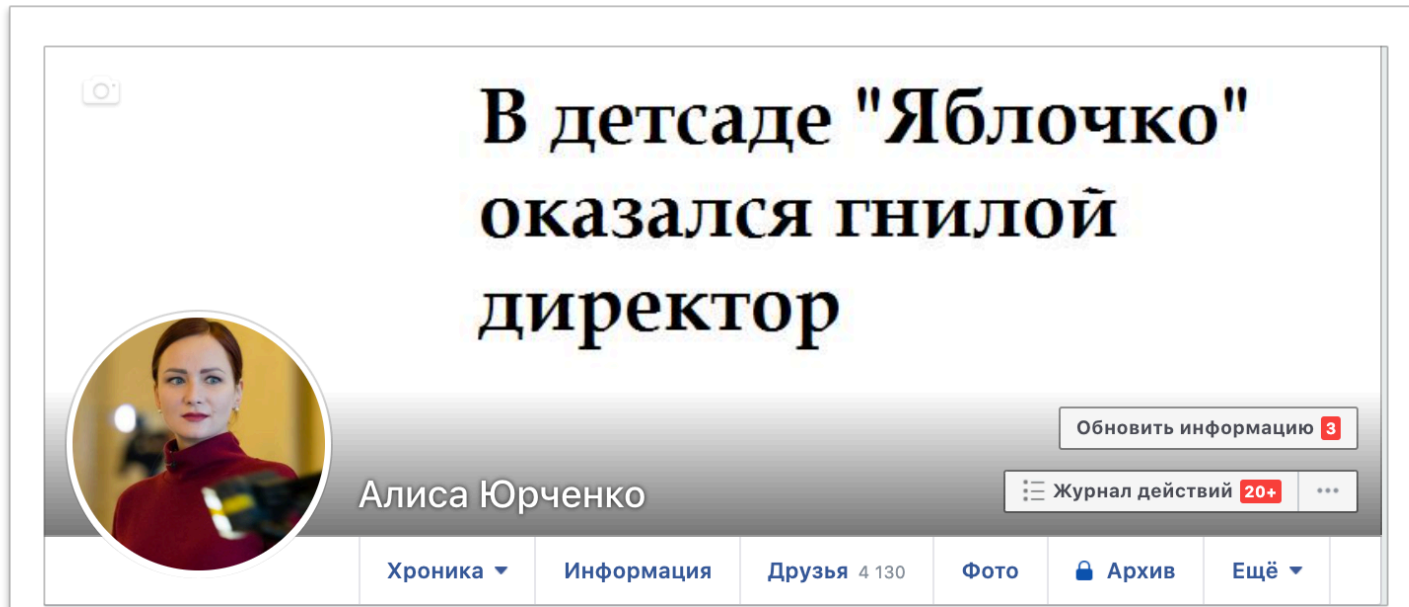 В детсаде "Яблочко"
оказался гнилой
директор
Обновить информацию 3
Алиса Юрченко
Журнал действий 20+
Хроника
Информация
Друзья 4 130
Фото
Архив
Ещё